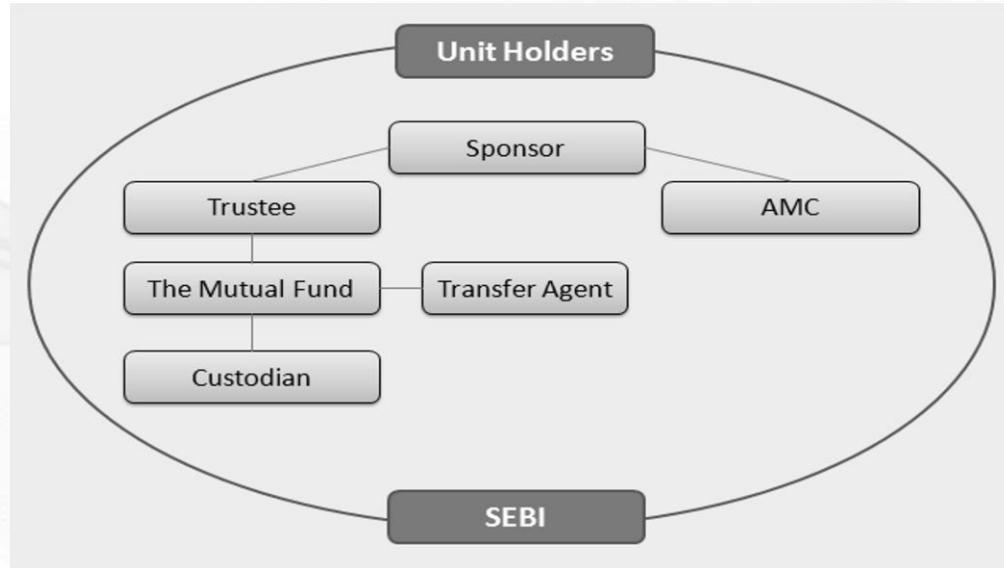 Unit Holders
Sponsor
Trustee
AMC
The Mutual Fund
Transfer Agent
Custodian
SEBI